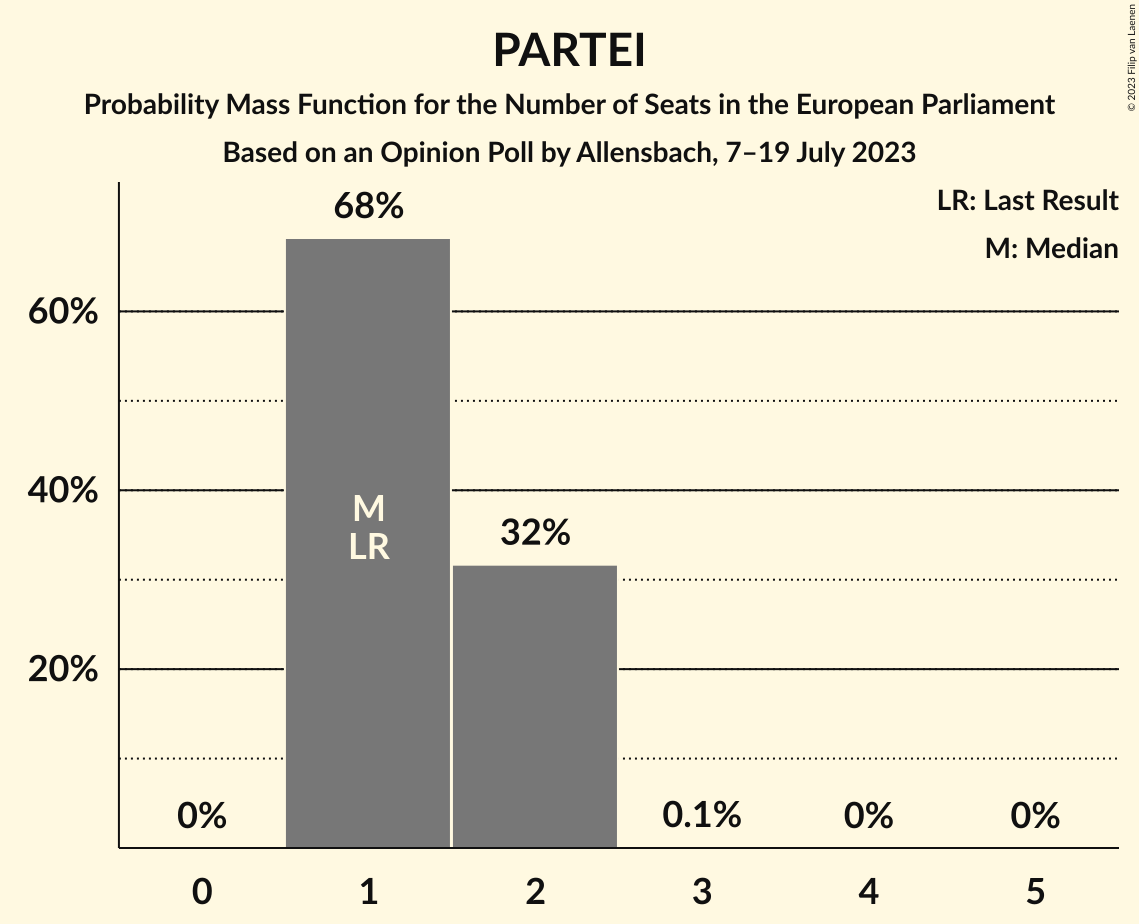 PARTEI
Probability Mass Function for the Number of Seats in the European Parliament
Based on an Opinion Poll by Allensbach, 7–19 July 2023
© 2023 Filip van Laenen
LR: Last Result
M: Median
68%
60%
40%
M
LR
32%
20%
0%
0.1%
0%
0%
0
1
2
3
4
5